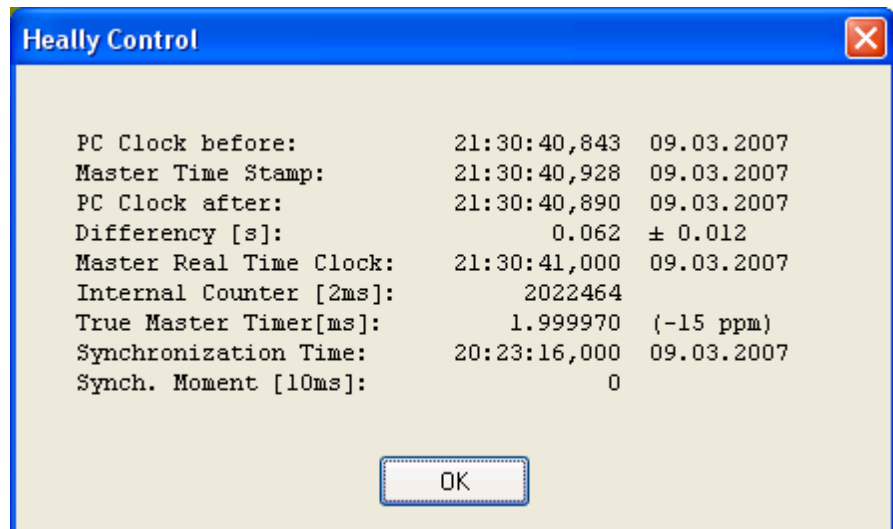 Heally Control
PC Clock before: 21:30:40,843 09.03.2007
Master Time Stamp: 21:30:40,928 09.03.2007
PC Clock after: 21:30:40,890 09.03.2007
Differency [s]: 0.062 ± 0.012
Master Real Time Clock: 21:30:41,000 09.03.2007
Internal Counter [2ms]: 2022464
True Master Timer[ms]: 1.999970 (-15 ppm)
Synchronization Time: 20:23:16,000 09.03.2007
Synch. Moment [10ms]: 0
OK